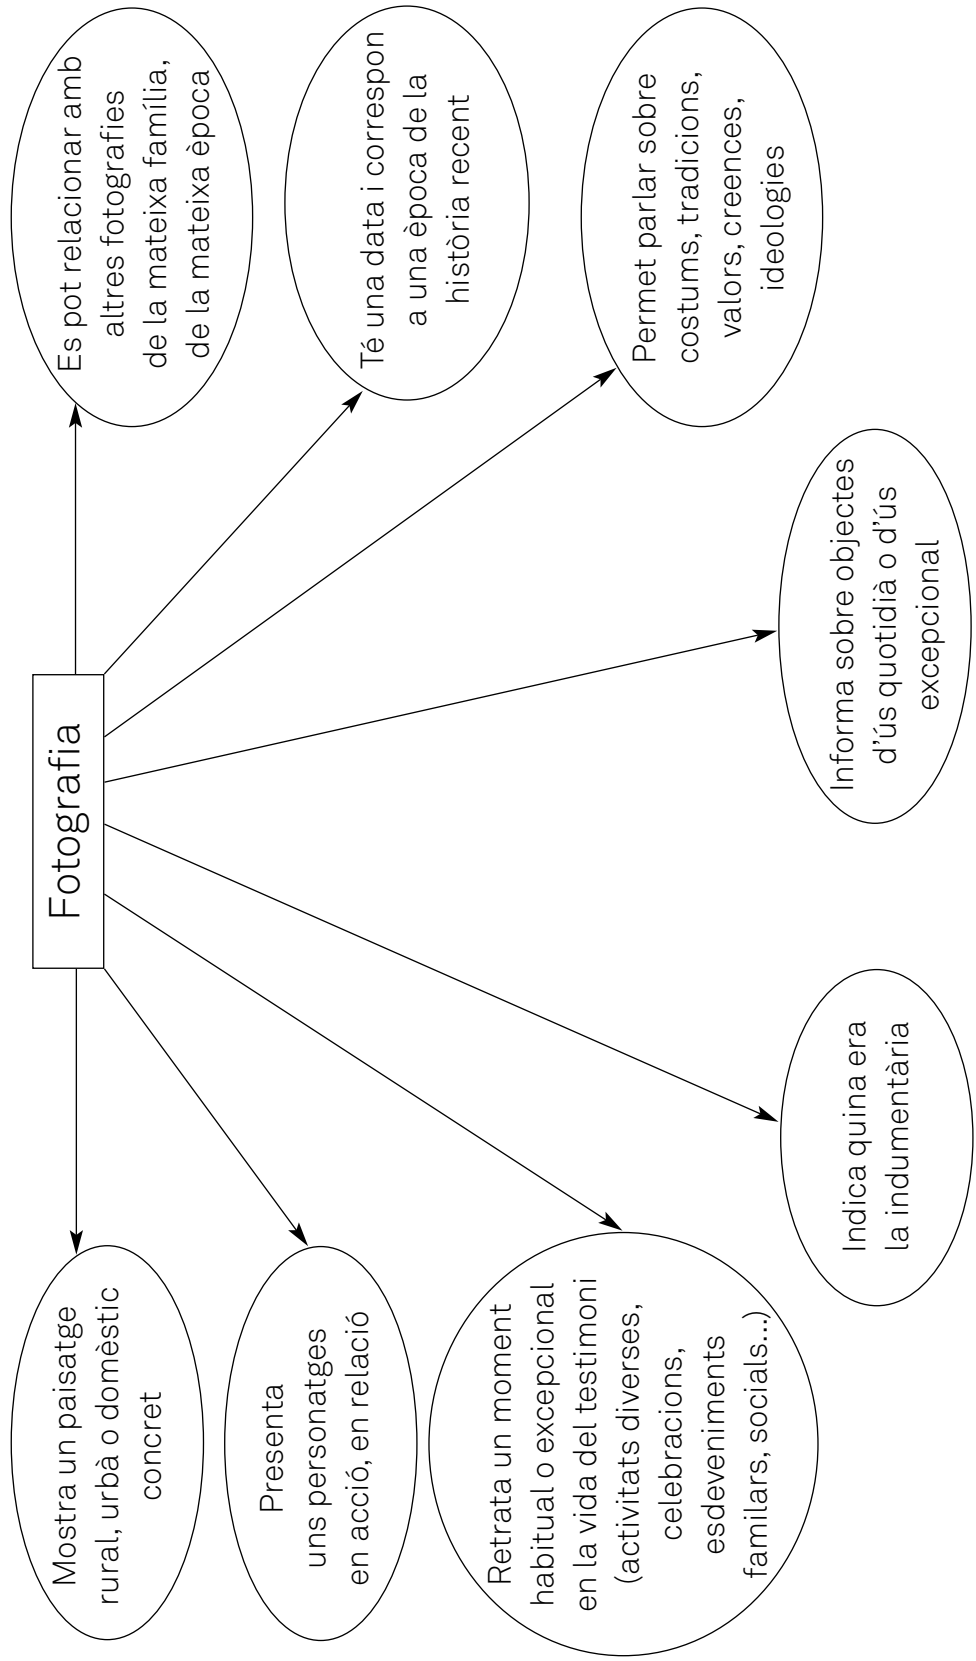 Fotografia
Mostra un paisatge
rural, urbà o domèstic
concret
Presenta
uns personatges
en acció, en relació
Retrata un moment
habitual o excepcional
en la vida del testimoni
(activitats diverses,
celebracions,
esdeveniments
familars, socials...)
Indica quina era
la indumentària
Informa sobre objectes
d'ús quotidià o d'ús
excepcional
Permet parlar sobre
costums, tradicions,
valors, creences,
ideologies
Té una data i correspon
a una època de la
història recent
Es pot relacionar amb
altres fotografies
de la mateixa família,
de la mateixa època